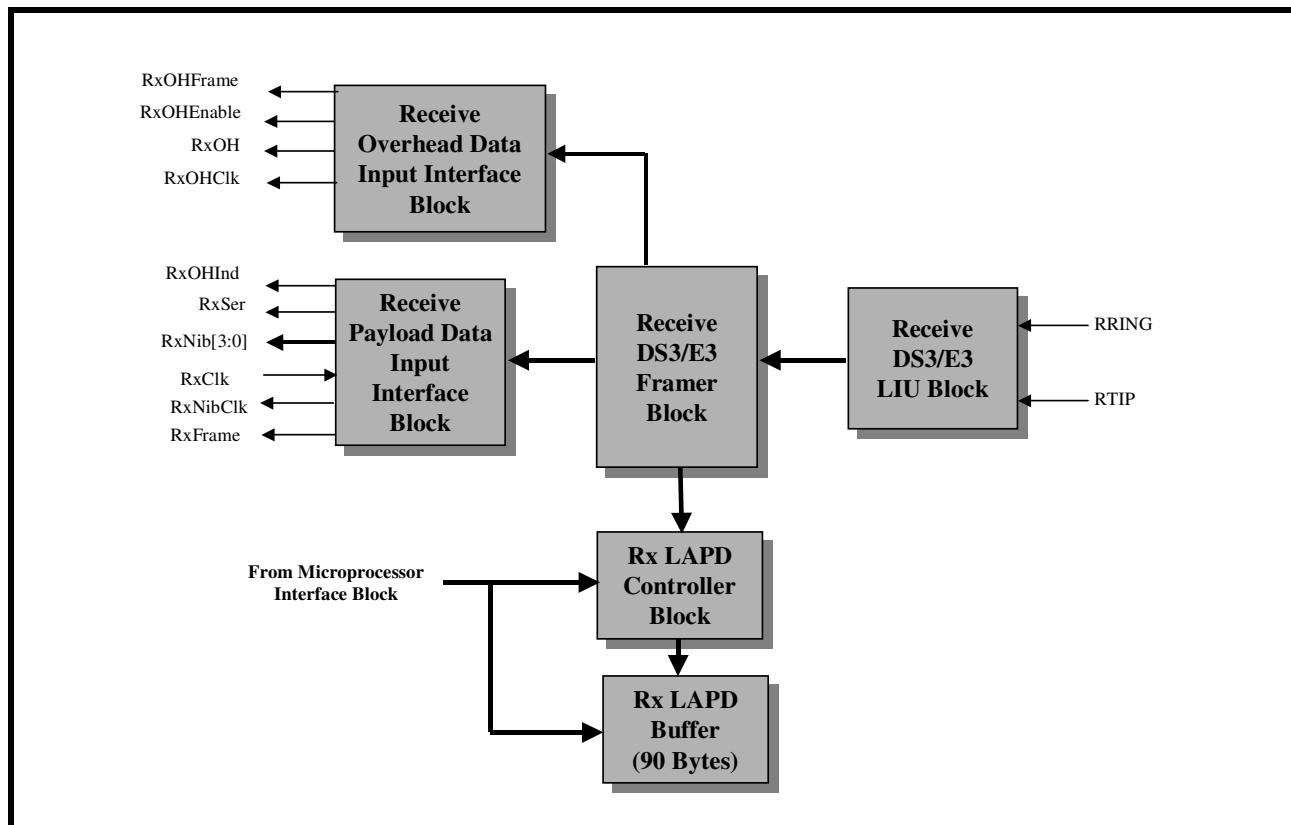 RxOHFrame
RxOHEnable
RxOH
RxOHClk
Receive
Overhead Data
Input Interface
Block
RxOHInd
RxSer
RxNib[3:0]
RxClk
RxNibClk
RxFrame
Receive
Payload Data
Input
Interface
Block
Receive
DS3/E3
Framer
Block
Receive
DS3/E3
LIU Block
RRING
RTIP
From Microprocessor
Interface Block
Rx LAPD
Controller
Block
Rx LAPD
Buffer
(90 Bytes)